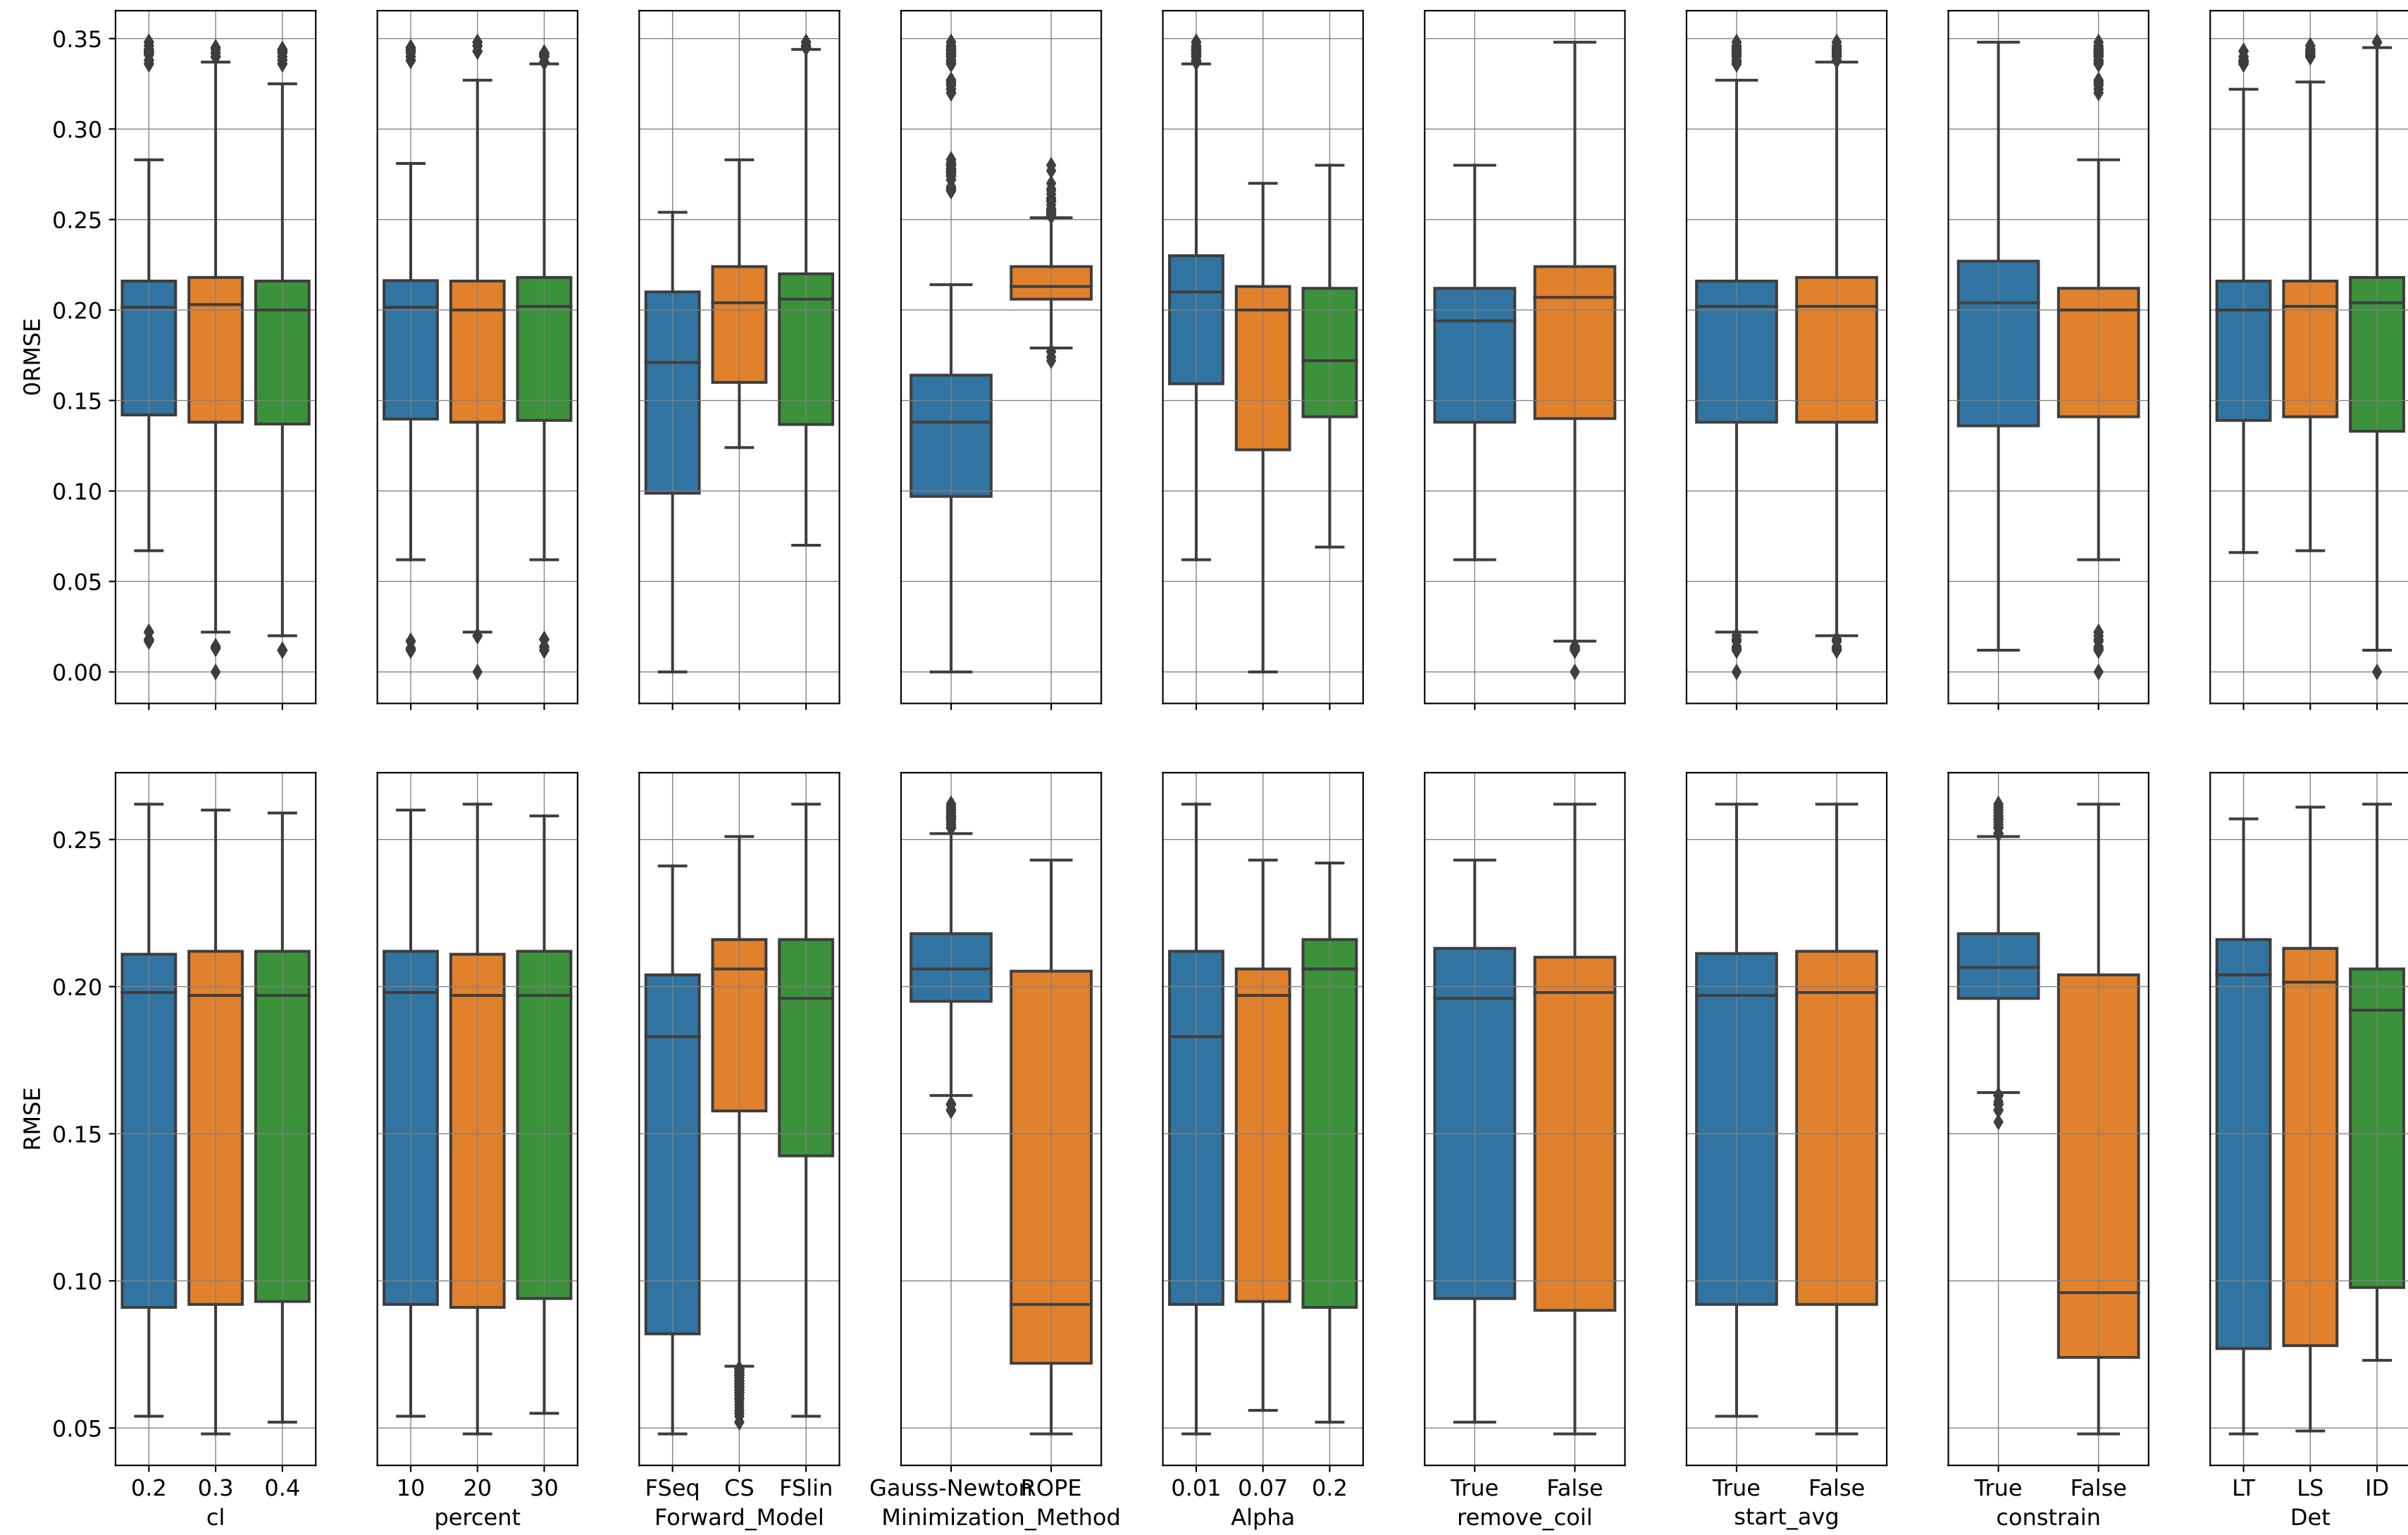 0.35
0.30
0.25
0.20
0.15
0.10
0.05
0.00
0RMSE
0.25
0.20
0.15
0.10
0.05
RMSE
0.2 0.3 0.4
cl
10 20 30
percent
FSeq CS FSlin
Forward_Model
Gauss-Newton ROPE
Minimization_Method
0.01 0.07 0.2
Alpha
True False
remove_coil
True False
start_avg
True False
constrain
LT LS ID
Det